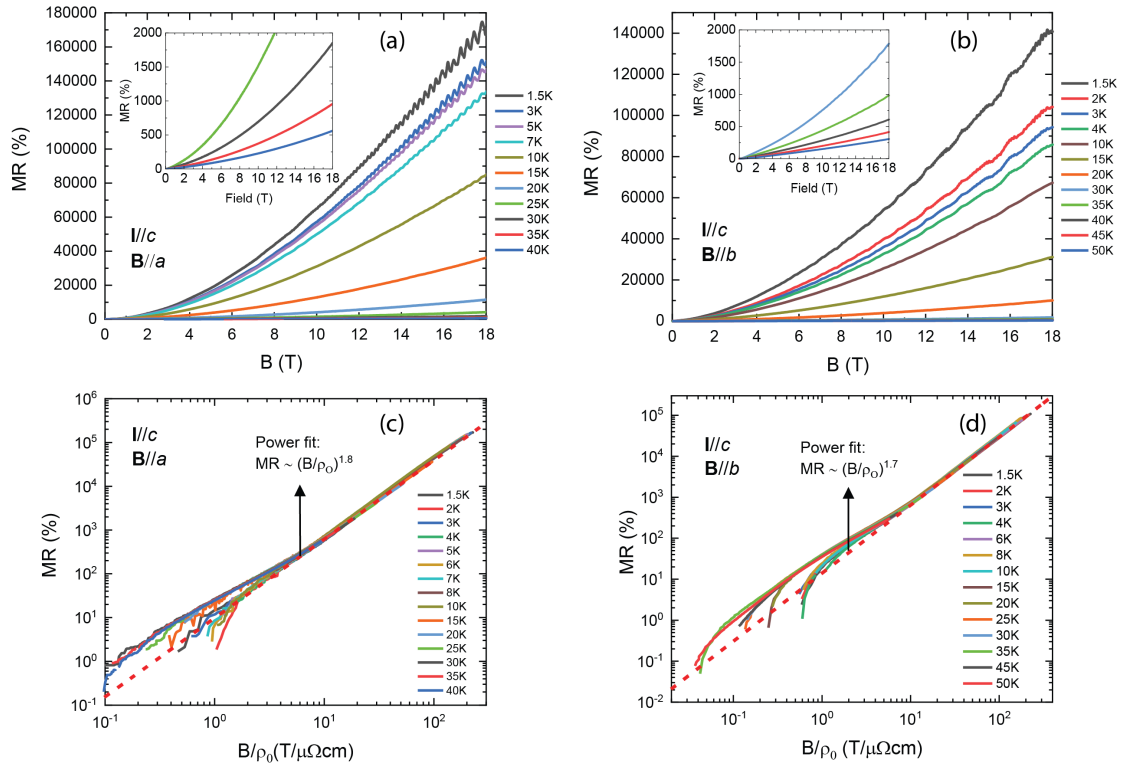 (a)
MR (%)
180000
160000
140000
120000
100000
80000
60000
40000
20000
0
0 2 4 6 8 10 12 14 16 18
B (T)
MR (%)
2000
1500
1000
500
0
0 2 4 6 8 10 12 14 16 18
Field (T)
I//c
B//a
1.5K
3K
5K
7K
10K
15K
20K
25K
30K
35K
40K
(b)
MR (%)
140000
120000
100000
80000
60000
40000
20000
0
0 2 4 6 8 10 12 14 16 18
B (T)
MR (%)
2000
1500
1000
500
0
0 2 4 6 8 10 12 14 16 18
Field (T)
I//c
B//b
1.5K
2K
3K
4K
10K
15K
20K
30K
35K
40K
45K
50K
(c)
I//c
B//a
Power fit:
MR ~ (B/ρO)^1.8
MR (%)
10^6
10^5
10^4
10^3
10^2
10^1
10^0
10^-1
10^-1 10^0 10^1 10^2
B/ρ0(T/μΩcm)
1.5K
2K
3K
4K
5K
6K
7K
8K
10K
15K
20K
25K
30K
35K
40K
(d)
I//c
B//b
Power fit:
MR ~ (B/ρO)^1.7
MR (%)
10^5
10^4
10^3
10^2
10^1
10^0
10^-1
10^-2
10^-1 10^0 10^1 10^2
B/ρ0 (T/μΩcm)
1.5K
2K
3K
4K
6K
8K
10K
15K
20K
25K
30K
35K
45K
50K